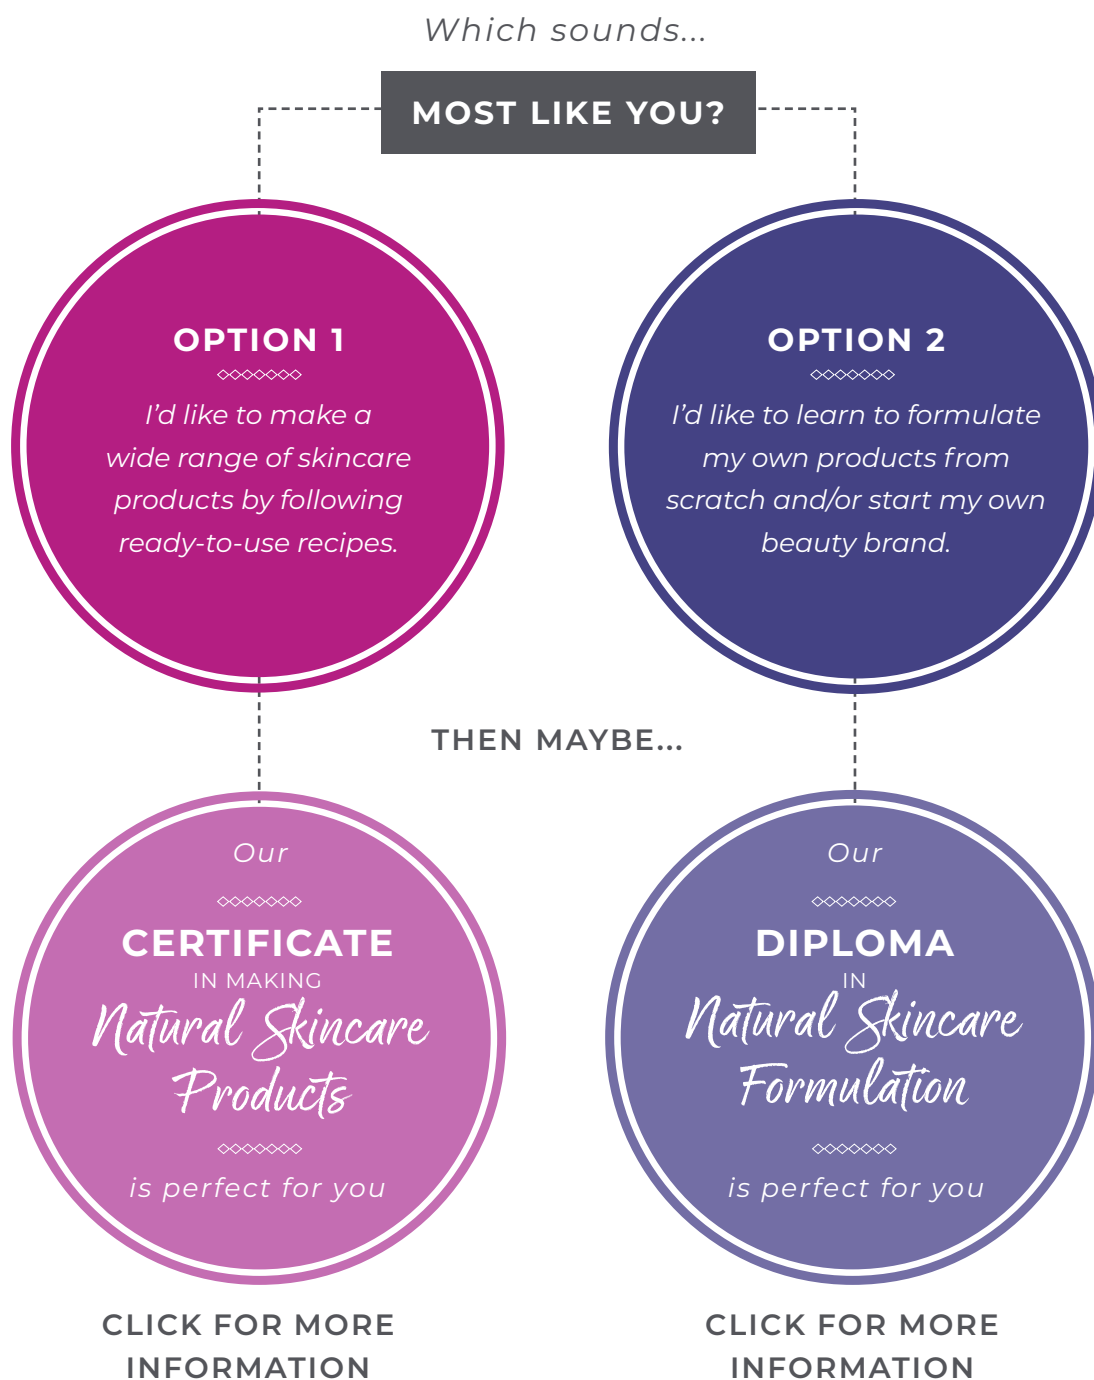 Which sounds...
MOST LIKE YOU?
OPTION 1
I’d like to make a
wide range of skincare
products by following
ready-to-use recipes.
OPTION 2
I’d like to learn to formulate
my own products from
scratch and/or start my own
beauty brand.
THEN MAYBE...
Our
CERTIFICATE
IN MAKING
Natural Skincare
Products
is perfect for you
CLICK FOR MORE
INFORMATION
Our
DIPLOMA
IN
Natural Skincare
Formulation
is perfect for you
CLICK FOR MORE
INFORMATION